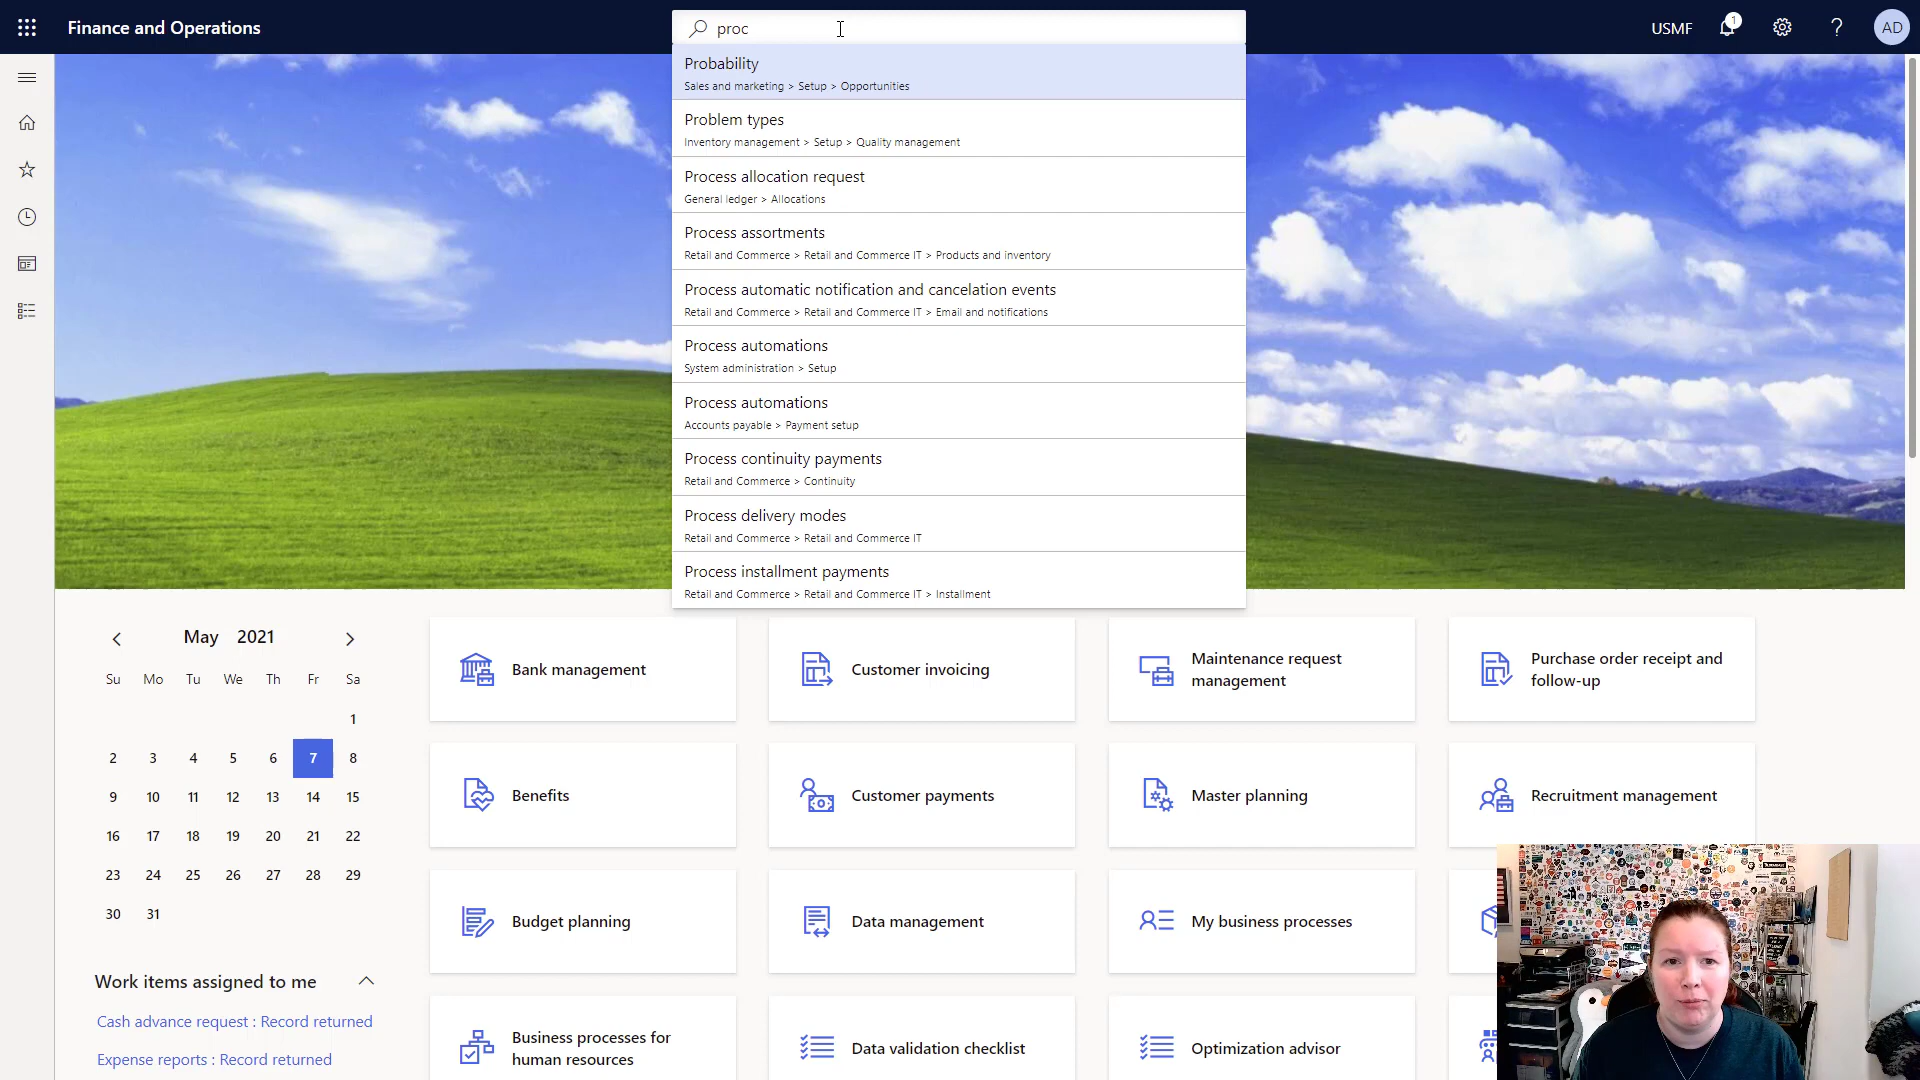 Finance and Operations
proc
USMF
1
?
AD
Probability
Sales and marketing > Setup > Opportunities
Problem types
Inventory management > Setup > Quality management
Process allocation request
General ledger > Allocations
Process assortments
Retail and Commerce > Retail and Commerce IT > Products and inventory
Process automatic notification and cancelation events
Retail and Commerce > Retail and Commerce IT > Email and notifications
Process automations
System administration > Setup
Process automations
Accounts payable > Payment setup
Process continuity payments
Retail and Commerce > Continuity
Process delivery modes
Retail and Commerce > Retail and Commerce IT
Process installment payments
Retail and Commerce > Retail and Commerce IT > Installment
May 2021
Su Mo Tu We Th Fr Sa
1
2 3 4 5 6 7 8
9 10 11 12 13 14 15
16 17 18 19 20 21 22
23 24 25 26 27 28 29
30 31
Work items assigned to me
Cash advance request : Record returned
Expense reports : Record returned
Bank management
Customer invoicing
Maintenance request
management
Purchase order receipt and
follow-up
Benefits
Customer payments
Master planning
Recruitment management
Budget planning
Data management
My business processes
Business processes for
human resources
Data validation checklist
Optimization advisor